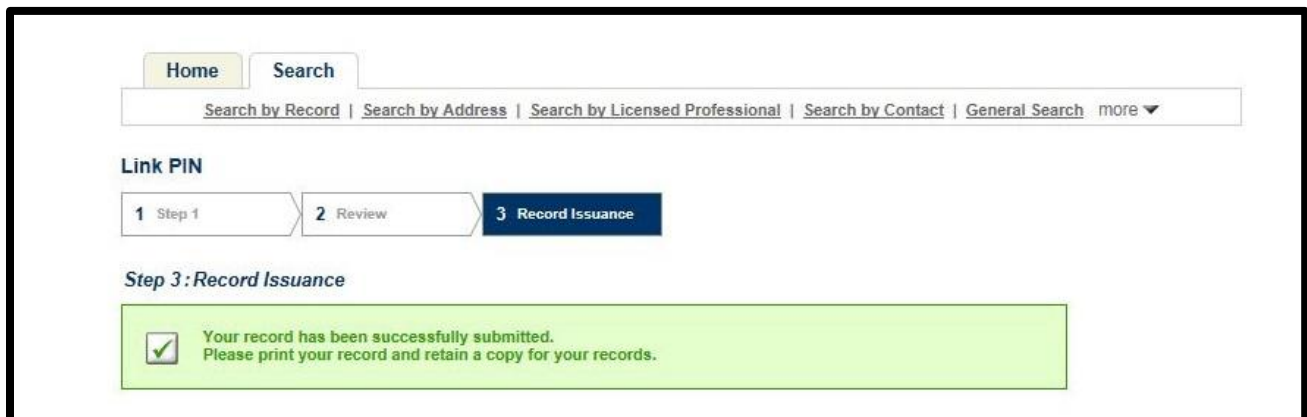 Home Search
Search by Record | Search by Address | Search by Licensed Professional | Search by Contact | General Search more
Link PIN
1 Step 1 2 Review 3 Record Issuance
Step 3: Record Issuance
Your record has been successfully submitted.
Please print your record and retain a copy for your records.